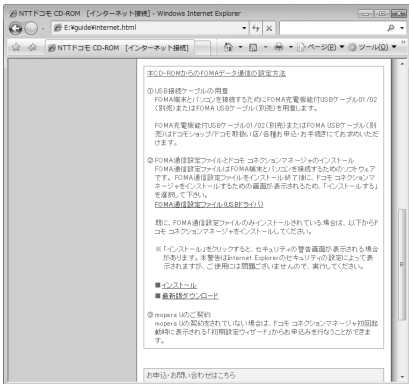 NTTドコモ CD-ROM ［インターネット接続］ - Windows Internet Explorer
E:¥guide¥internet.html
NTTドコモ CD-ROM ［インターネット接続］
ページ(P) ツール(O)
本CD-ROMからのFOMAデータ通信の設定方法
① USB接続ケーブルの用意
FOMA端末とパソコンを接続するためにFOMA充電機能付USBケーブル01/02
（別売）またはFOMA USBケーブル（別売）を用意します。
FOMA充電機能付USBケーブル01/02（別売）またはFOMA USBケーブル（別
売）はドコモショップ/ドコモ取扱い店/各種お申込・お手続きにてお求めいただ
けます。
② FOMA通信設定ファイルとドコモ コネクションマネージャのインストール
FOMA通信設定ファイルはFOMA端末とパソコンを接続するためのソフトウェア
です。FOMA通信設定ファイルをインストール終了後に、ドコモ コネクションマ
ネージャをインストールするための画面が表示されるため、「インストールする」
を選択して下さい。
FOMA通信設定ファイル(USBドライバ)
既に、FOMA通信設定ファイルのみインストールされている場合は、以下からド
コモ コネクションマネージャをインストールしてください。
※「インストール」をクリックすると、セキュリティの警告画面が表示される場合
があります。本警告はInternet Explorerのセキュリティの設定によって表
示されますが、ご使用には問題ございませんので、実行してください。
■インストール
■最新版ダウンロード
③ mopera Uのご契約
mopera Uの契約をされていない場合は、ドコモ コネクションマネージャ初回起
動時に表示される「初期設定ウィザード」からお申込みを行なうことができま
す。
お申込・お問い合わせはこちら